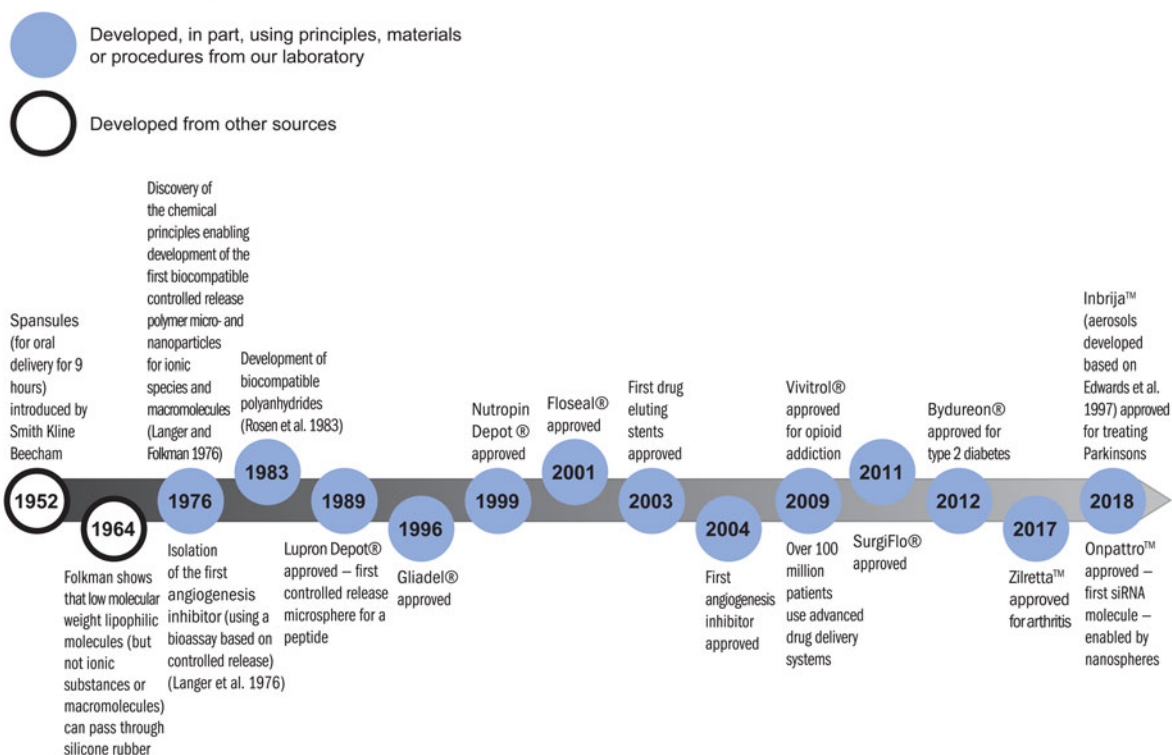 Developed, in part, using principles, materials
or procedures from our laboratory
Developed from other sources
Spansules
(for oral
delivery for 9
hours)
introduced by
Smith Kline
Beecham
1952
1964
Folkman shows
that low molecular
weight lipophilic
molecules (but
not ionic
substances or
macromolecules)
can pass through
silicone rubber
Discovery of
the chemical
principles enabling
development of the
first biocompatible
controlled release
polymer micro- and
nanoparticles
for ionic
species and
macromolecules
(Langer and
Folkman 1976)
1976
Isolation
of the first
angiogenesis
inhibitor (using a
bioassay based on
controlled release)
(Langer et al. 1976)
Development of
biocompatible
polyanhydrides
(Rosen et al. 1983)
1983
1989
Lupron Depot®
approved – first
controlled release
microsphere for a
peptide
1996
Gliadel®
approved
Nutropin
Depot ®
approved
1999
Floseal®
approved
2001
First drug
eluting
stents
approved
2003
2004
First
angiogenesis
inhibitor
approved
Vivitrol®
approved
for opioid
addiction
2009
Over 100
million
patients
use advanced
drug delivery
systems
2011
SurgiFlo®
approved
Bydureon®
approved for
type 2 diabetes
2012
2017
Zilretta™
approved
for arthritis
Inbrija™
(aerosols
developed
based on
Edwards et al.
1997) approved
for treating
Parkinsons
2018
Onpattro™
approved –
first siRNA
molecule –
enabled by
nanospheres